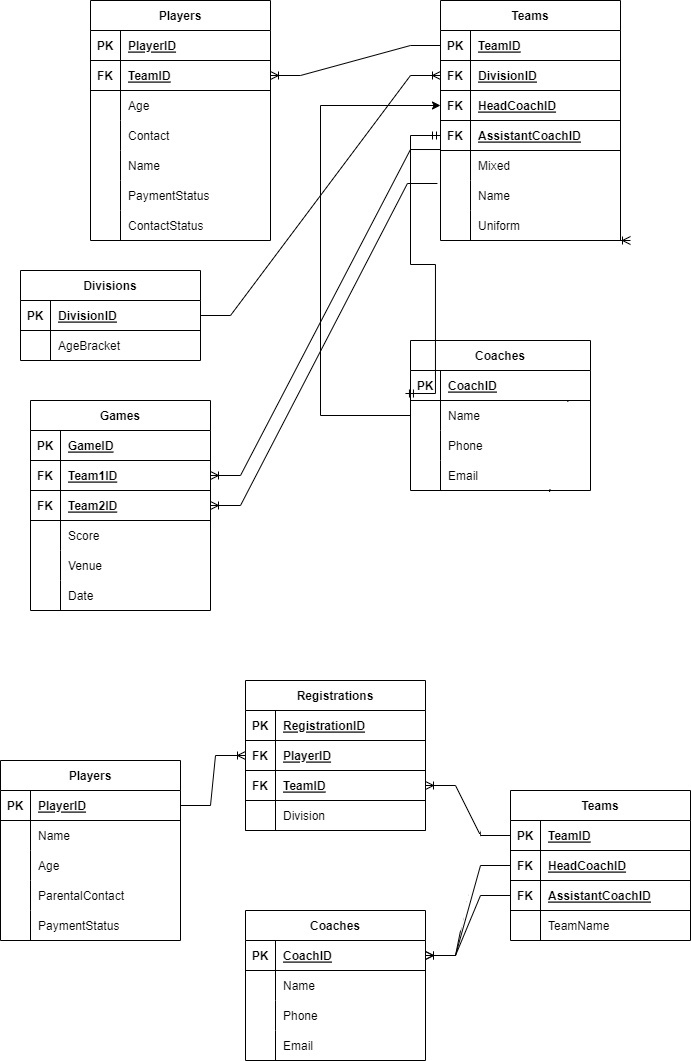 Players
PK PlayerID
FK TeamID
Age
Contact
Name
PaymentStatus
ContactStatus
Teams
PK TeamID
FK DivisionID
FK HeadCoachID
FK AssistantCoachID
Mixed
Name
Uniform
Divisions
PK DivisionID
AgeBracket
Coaches
PK CoachID
Name
Phone
Email
Games
PK GameID
FK Team1ID
FK Team2ID
Score
Venue
Date
Registrations
PK RegistrationID
FK PlayerID
FK TeamID
Division
Players
PK PlayerID
Name
Age
ParentalContact
PaymentStatus
Teams
PK TeamID
FK HeadCoachID
FK AssistantCoachID
TeamName
Coaches
PK CoachID
Name
Phone
Email